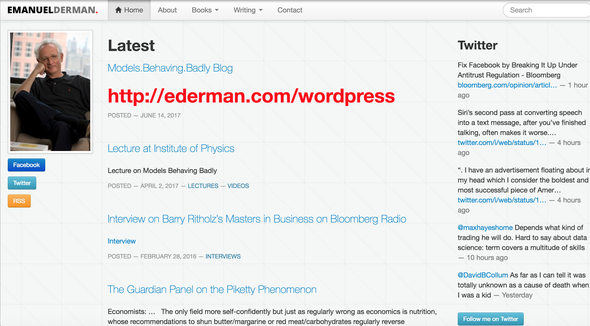 EMANUELDERMAN.
Home
About
Books
Writing
Contact
Search
Facebook
Twitter
RSS
Latest
Models.Behaving.Badly Blog
http://ederman.com/wordpress
POSTED — JUNE 14, 2017
Lecture at Institute of Physics
Lecture on Models Behaving Badly
POSTED — APRIL 2, 2017 — LECTURES — VIDEOS
Interview on Barry Ritholz's Masters in Business on Bloomberg Radio
Interview
POSTED — FEBRUARY 28, 2016 — INTERVIEWS
The Guardian Panel on the Piketty Phenomenon
Economists: ... The only field more self-confidently but just as regularly wrong as economics is nutrition,
whose recommendations to shun butter/margarine or red meat/carbohydrates regularly reverse
Twitter
Fix Facebook by Breaking It Up Under
Antitrust Regulation - Bloomberg
bloomberg.com/opinion/articl... — 1 hour
ago
Siri's second pass at converting speech
into a text message, after you've finished
talking, often makes it worse....
twitter.com/i/web/status/1... — 4 hours
ago
“. I have an advertisement floating about in
my head which I consider the boldest and
most successful piece of Amer...
twitter.com/i/web/status/1... — 4 hours
ago
@maxhayeshome Depends what kind of
trading he will do. Hard to say about data
science: term covers a multitude of skills
— 10 hours ago
@DavidBCollum As far as I can tell it was
totally unknown as a cause of death when
I was a kid — Yesterday
Follow me on Twitter